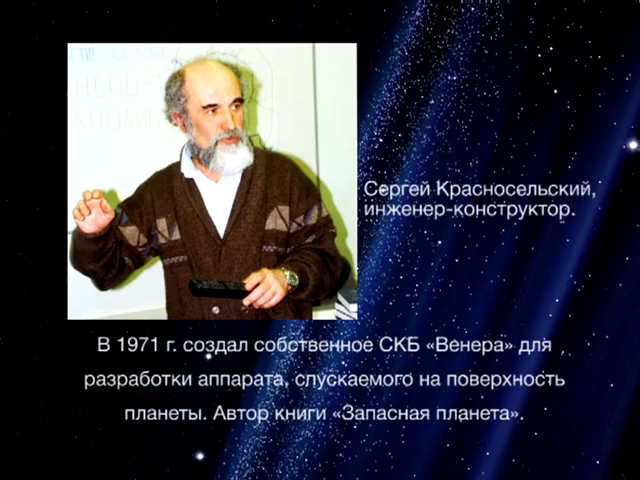 Сергей Красносельский,
инженер-конструктор.
В 1971 г. создал собственное СКБ «Венера» для
разработки аппарата, спускаемого на поверхность
планеты. Автор книги «Запасная планета».